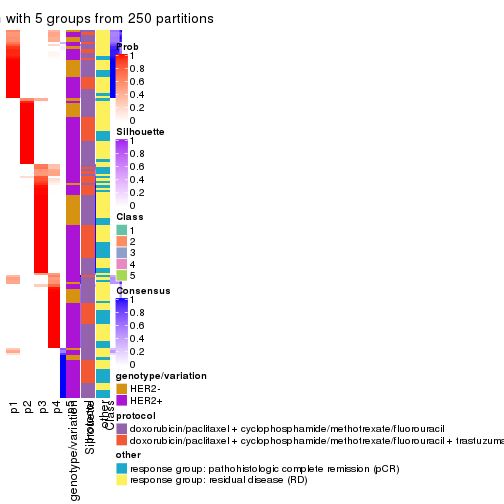 with 5 groups from 250 partitions
Prob
1
0.8
0.6
0.4
0.2
0
Silhouette
1
0.8
0.6
0.4
0.2
0
Class
1
2
3
4
5
Consensus
1
0.8
0.6
0.4
0.2
0
genotype/variation
HER2-
HER2+
protocol
doxorubicin/paclitaxel + cyclophosphamide/methotrexate/fluorouracil
doxorubicin/paclitaxel + cyclophosphamide/methotrexate/fluorouracil + trastuzuma
other
response group: pathohistologic complete remission (pCR)
response group: residual disease (RD)
p1
p2
p3
p4
genotype/variation
Silhouette
other
Class